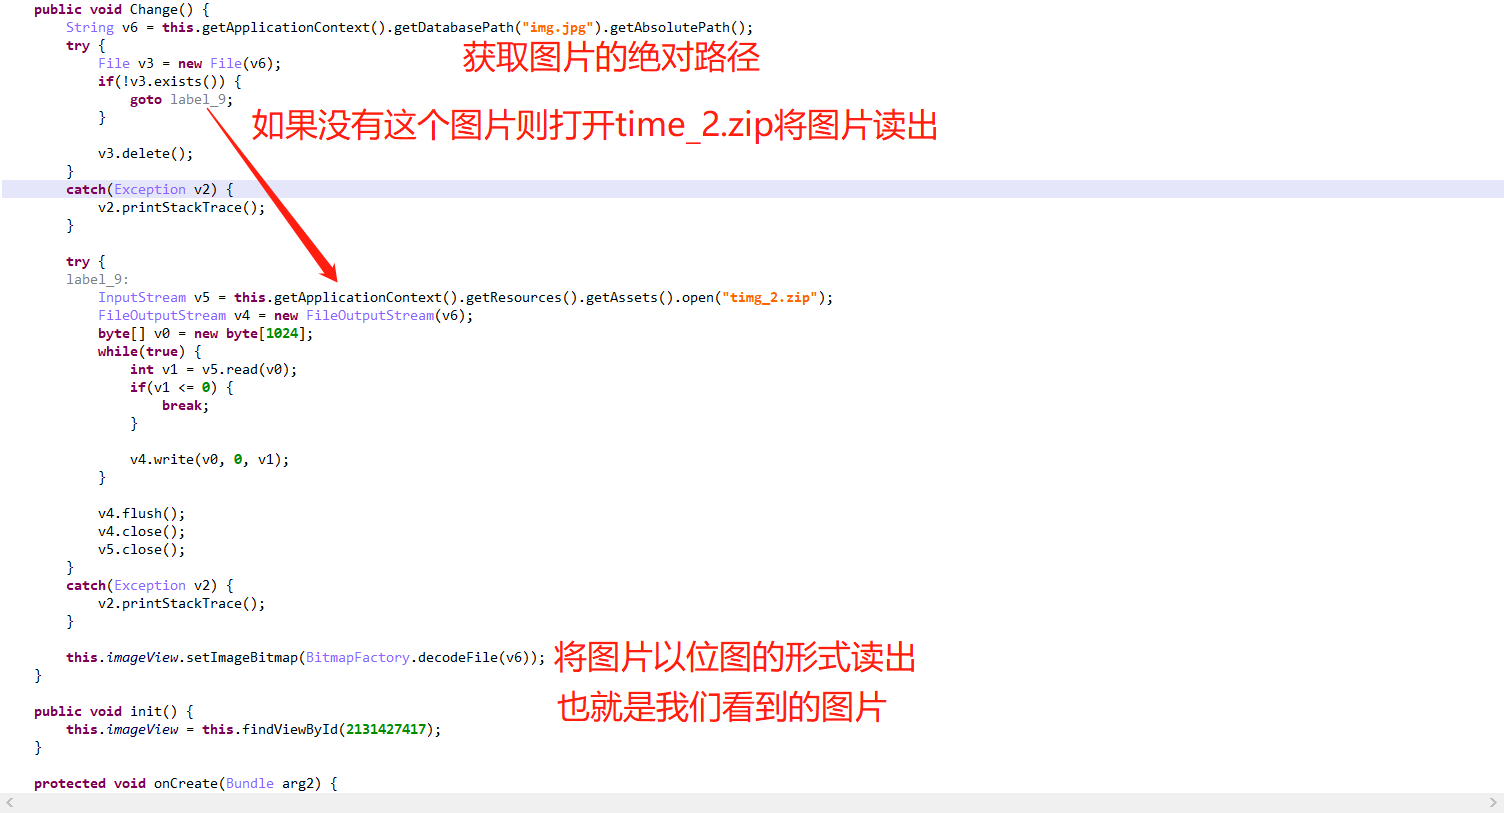 public void Change() {
String v6 = this.getApplicationContext().getDatabasePath("img.jpg").getAbsolutePath();
try {
获取图片的绝对路径
File v3 = new File(v6);
if(!v3.exists()) {
goto label_9;
}
如果没有这个图片则打开time_2.zip将图片读出
v3.delete();
}
catch(Exception v2) {
v2.printStackTrace();
}
try {
label_9:
InputStream v5 = this.getApplicationContext().getResources().getAssets().open("timg_2.zip");
FileOutputStream v4 = new FileOutputStream(v6);
byte[] v0 = new byte[1024];
while(true) {
int v1 = v5.read(v0);
if(v1 <= 0) {
break;
}
v4.write(v0, 0, v1);
}
v4.flush();
v4.close();
v5.close();
}
catch(Exception v2) {
v2.printStackTrace();
}
this.imageView.setImageBitmap(BitmapFactory.decodeFile(v6)); 将图片以位图的形式读出
}
也就是我们看到的图片
public void init() {
this.imageView = this.findViewById(2131427417);
}
protected void onCreate(Bundle arg2) {